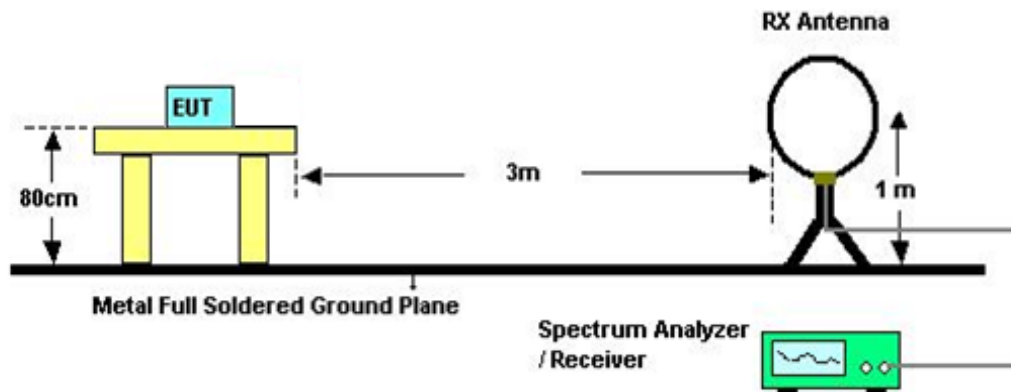 RX Antenna
EUT
3m
80cm
1 m
Metal Full Soldered Ground Plane
Spectrum Analyzer
/ Receiver